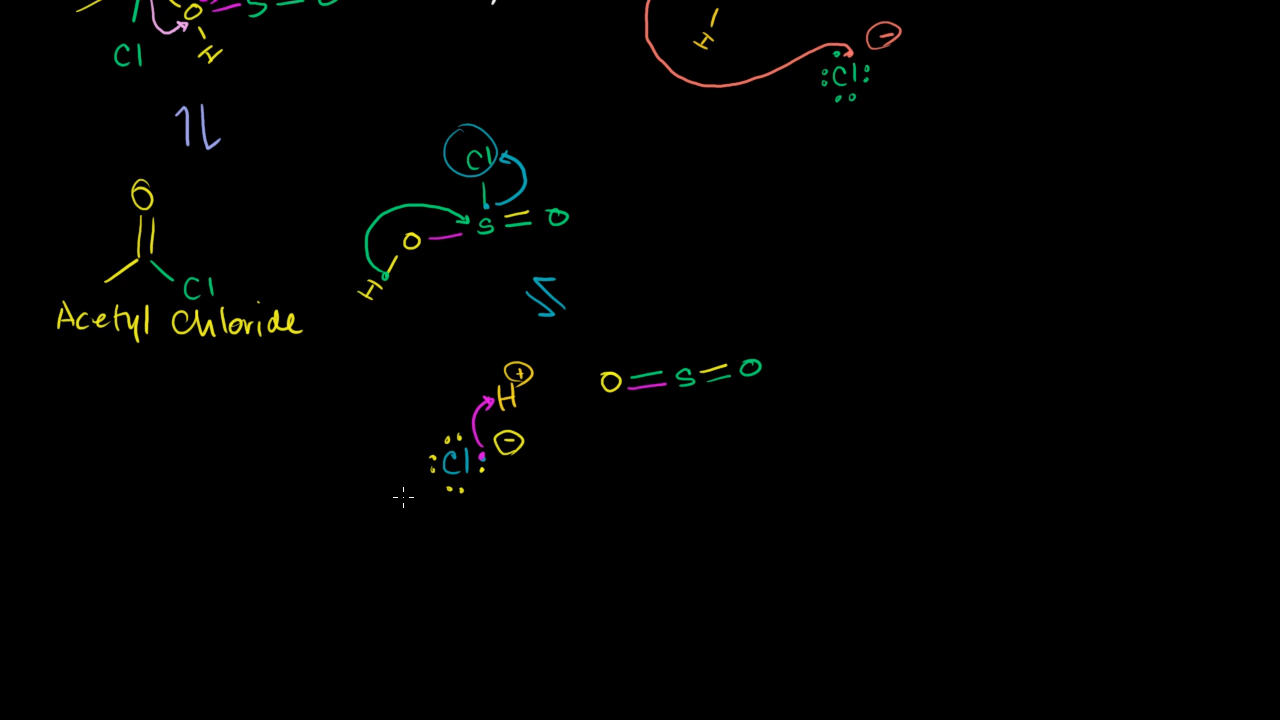 O = S - O
Cl
H
H
−
:Cl:
Cl
O
O — S = O
H
Cl
Acetyl Chloride
H +
O = S = O
:Cl: −